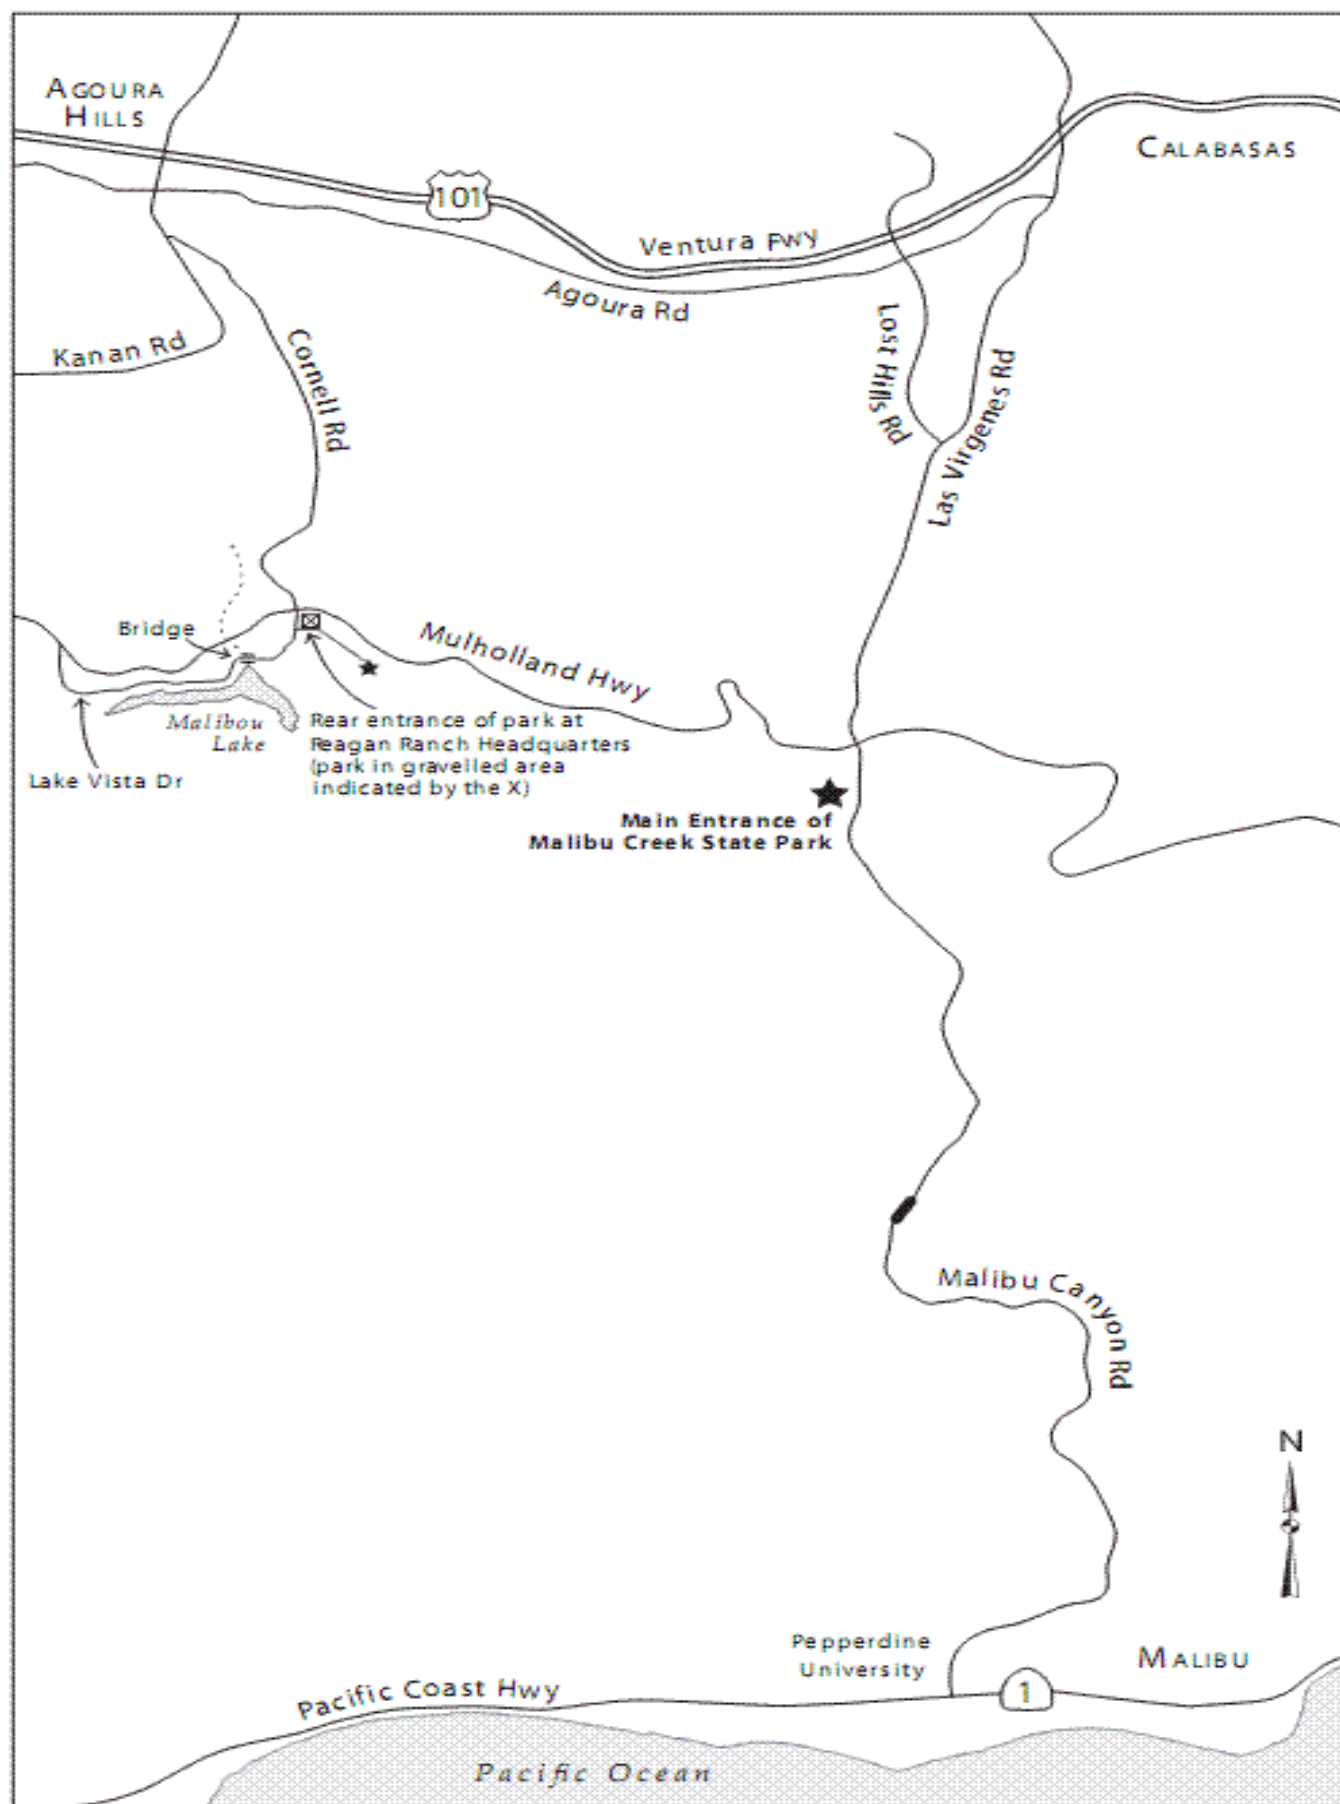 AGOURA
HILLS
CALABASAS
101
Ventura Fwy
Agoura Rd
Kanan Rd
Cornell Rd
Lost Hills Rd
Las Virgenes Rd
Bridge
Mulholland Hwy
Malibou
Lake
Lake Vista Dr
Rear entrance of park at
Reagan Ranch Headquarters
(park in gravelled area
indicated by the X)
Main Entrance of
Malibu Creek State Park
Malibu Canyon Rd
N
Pepperdine
University
MALIBU
1
Pacific Coast Hwy
Pacific Ocean